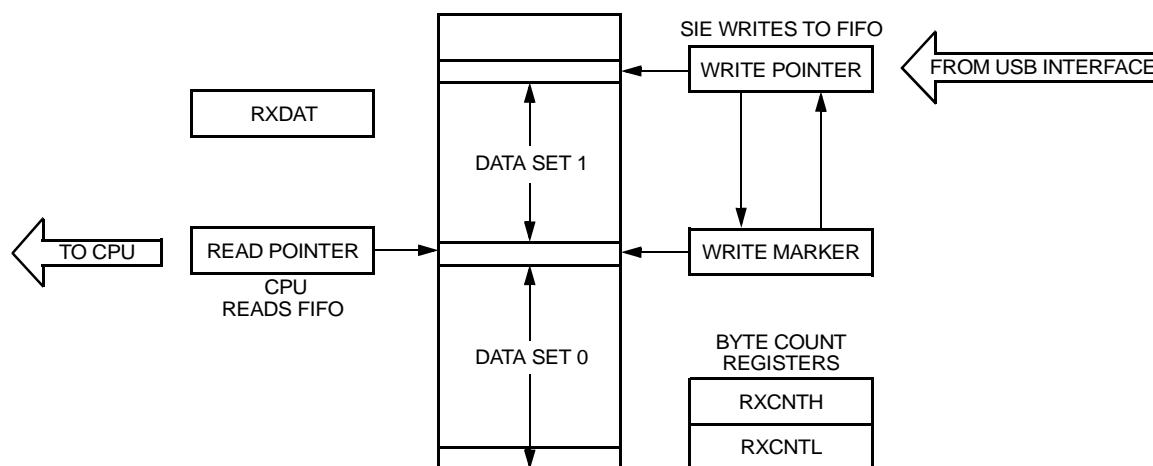 SIE WRITES TO FIFO
WRITE POINTER
FROM USB INTERFACE
RXDAT
DATA SET 1
TO CPU
READ POINTER
WRITE MARKER
CPU
READS FIFO
BYTE COUNT
REGISTERS
DATA SET 0
RXCNTH
RXCNTL